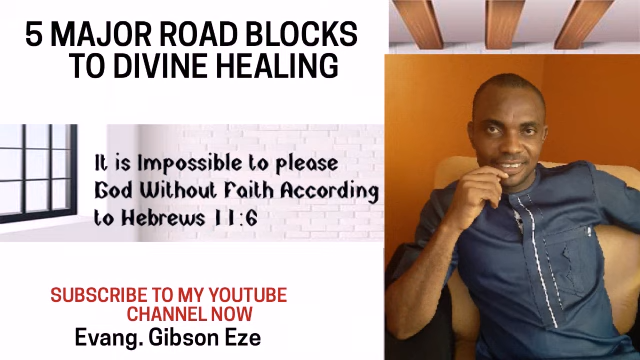 5 MAJOR ROAD BLOCKS
TO DIVINE HEALING
It is Impossible to please
God Without Faith According
to Hebrews 11:6
SUBSCRIBE TO MY YOUTUBE
CHANNEL NOW
Evang. Gibson Eze